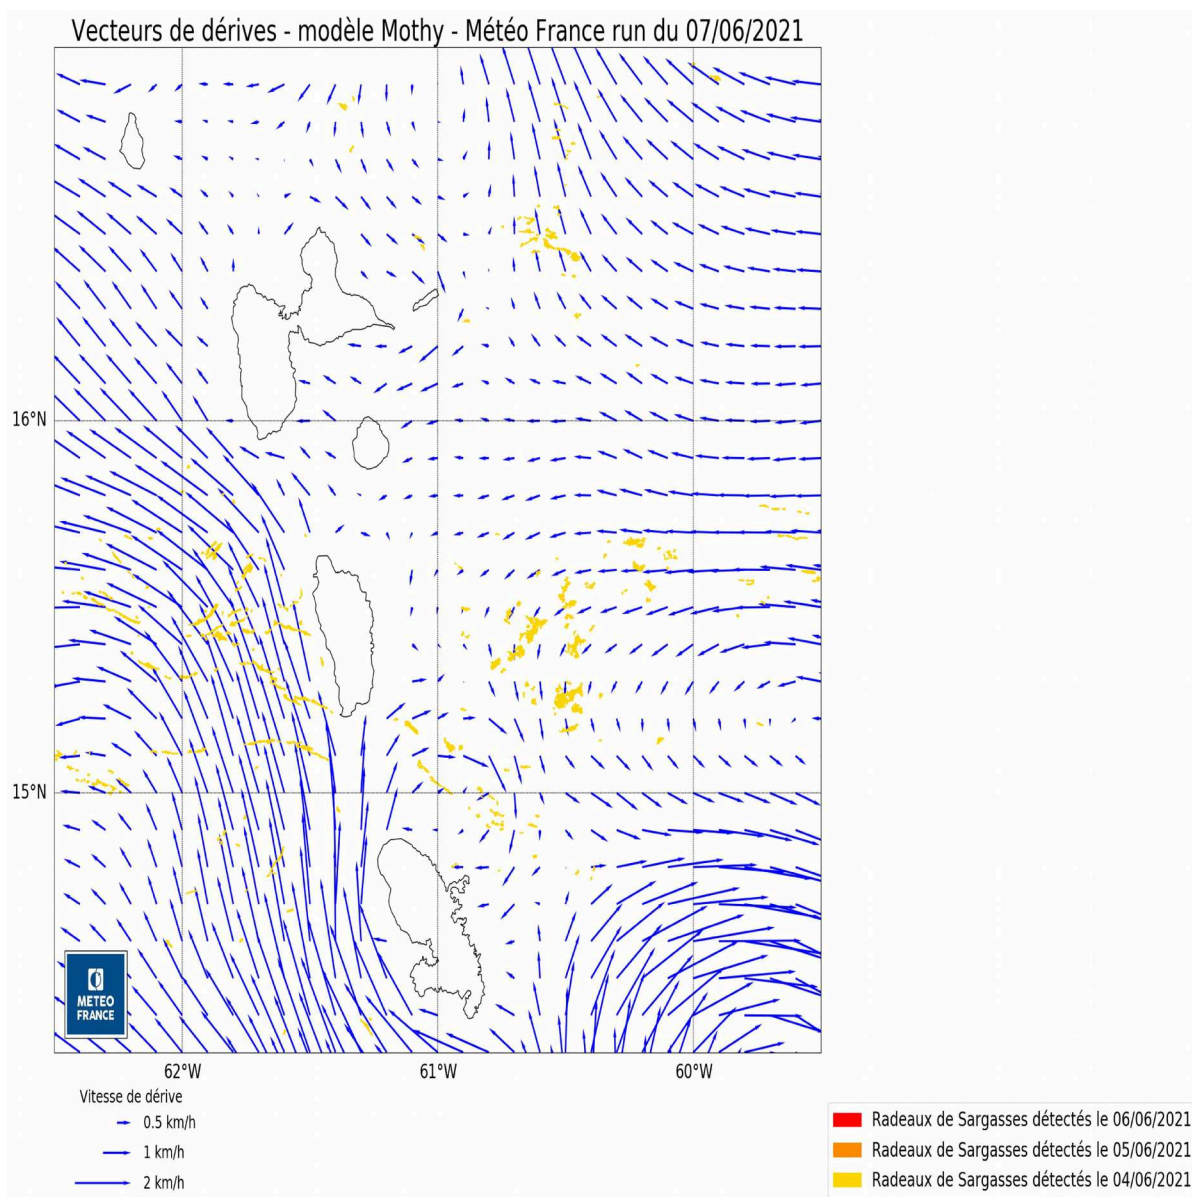 Vecteurs de dérives - modèle Mothy - Météo France run du 07/06/2021
16°N
15°N
METEO
FRANCE
62°W
61°W
60°W
Vitesse de dérive
0.5 km/h
1 km/h
2 km/h
Radeaux de Sargasses détectés le 06/06/2021
Radeaux de Sargasses détectés le 05/06/2021
Radeaux de Sargasses détectés le 04/06/2021